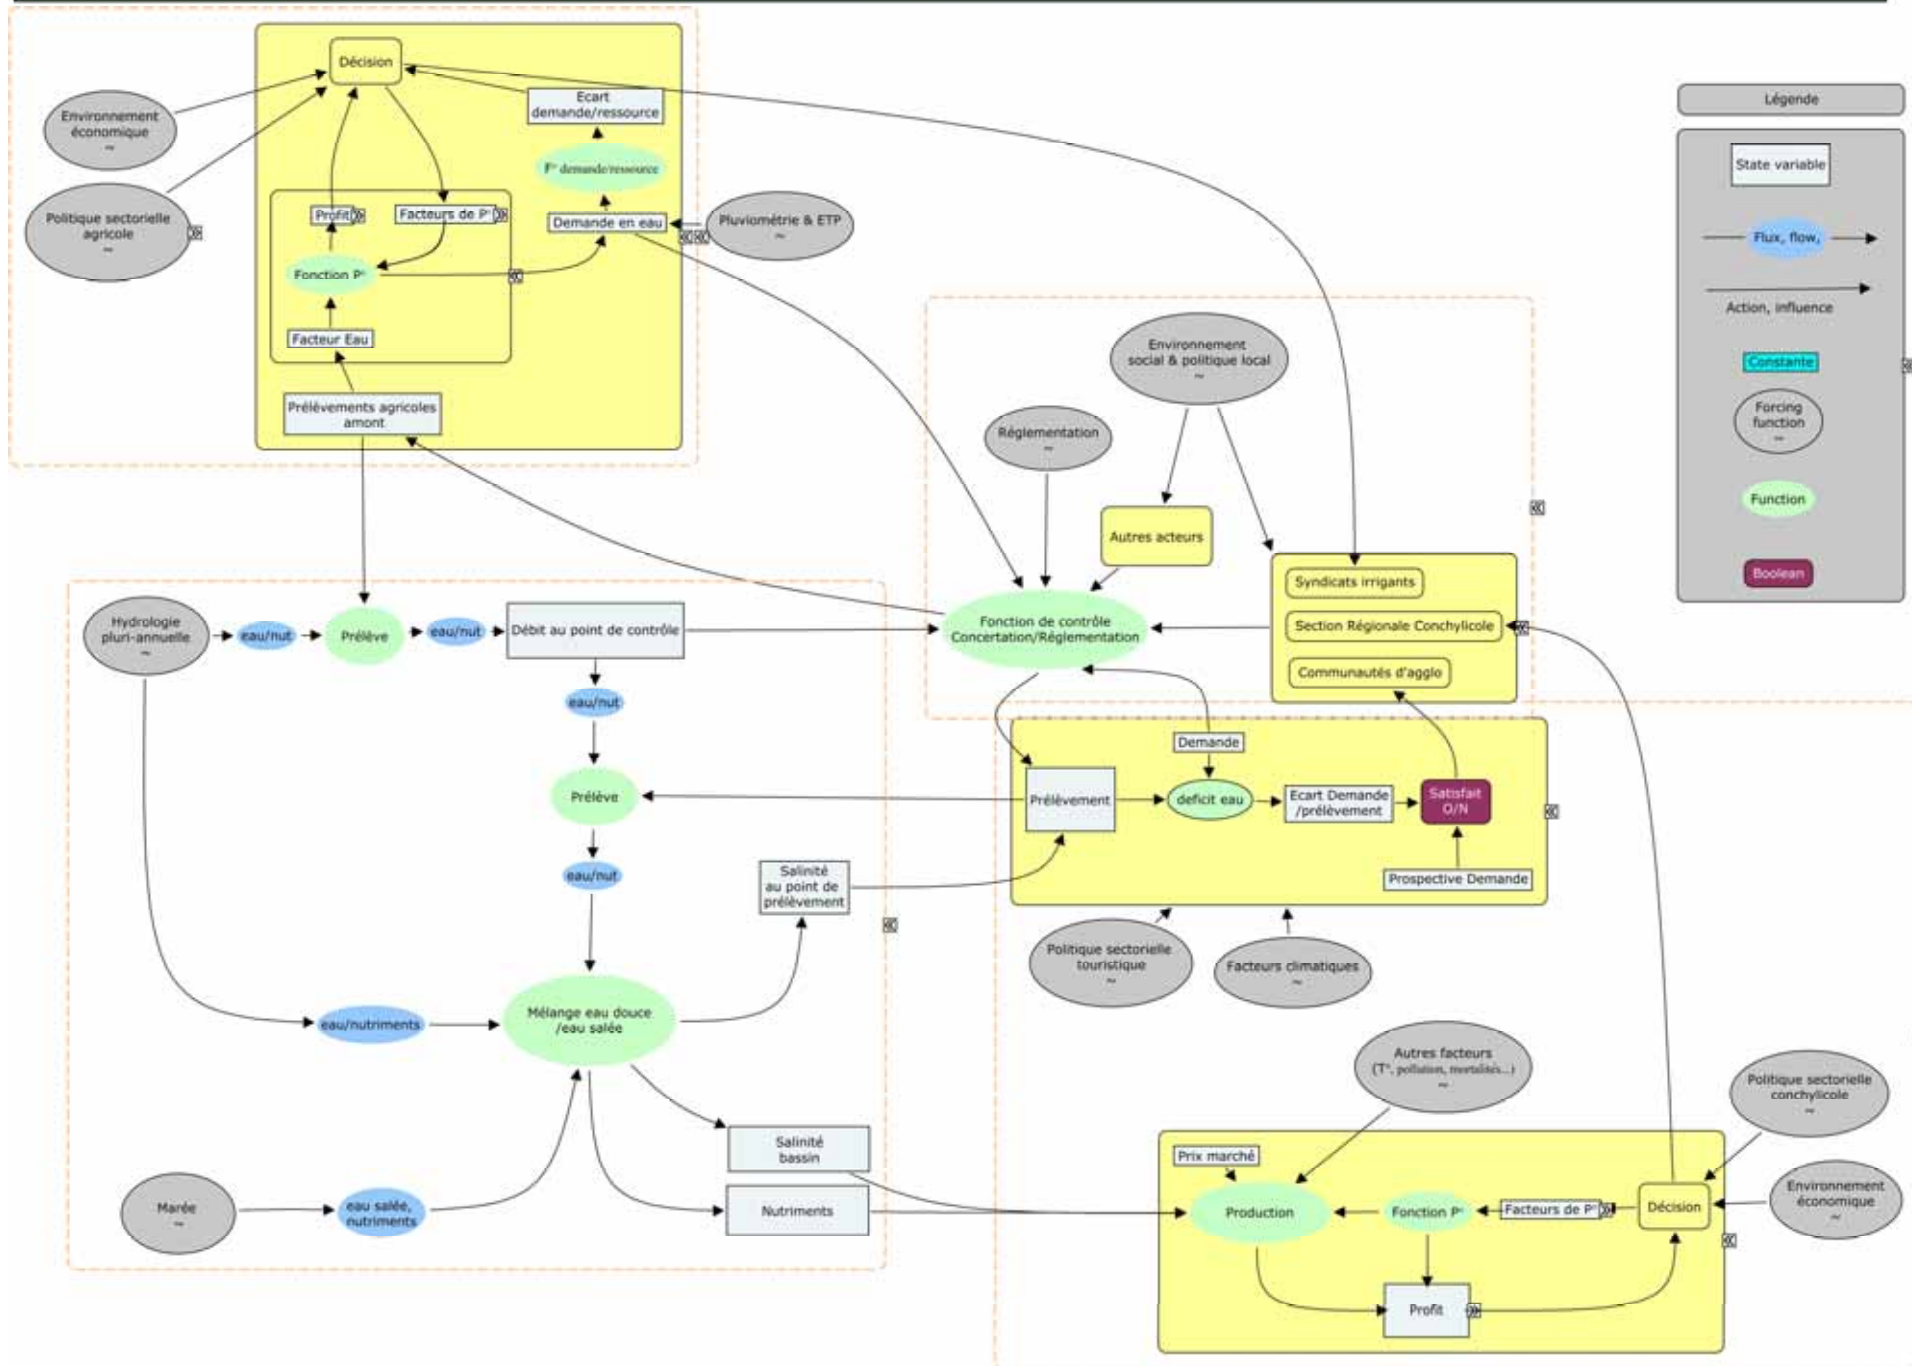 Décision
Environnement
économique
~
Politique sectorielle
agricole
~
Ecart
demande/ressource
F° demande/ressource
Demande en eau
Pluviométrie & ETP
~
Profit
Facteurs de P°
Fonction P°
Facteur Eau
Prélèvements agricoles
amont
Légende
State variable
Flux, flow,
Action, influence
Constante
Forcing
function
~
Function
Boolean
Environnement
social & politique local
~
Réglementation
~
Autres acteurs
Syndicats irrigants
Section Régionale Conchylicole
Communautés d'agglo
Fonction de contrôle
Concertation/Réglementation
Hydrologie
pluri-annuelle
~
eau/nut
Prélève
eau/nut
Débit au point de contrôle
eau/nut
Prélève
eau/nut
Salinité
au point de
prélèvement
eau/nutriments
Mélange eau douce
/eau salée
Marée
~
eau salée,
nutriments
Salinité
bassin
Nutriments
Demande
Prélèvement
deficit eau
Ecart Demande
/prélèvement
Satisfait
O/N
Prospective Demande
Politique sectorielle
touristique
~
Facteurs climatiques
~
Autres facteurs
(T°, pollution, mortalités...)
~
Politique sectorielle
conchylicole
~
Environnement
économique
~
Prix marché
Production
Fonction P°
Facteurs de P°
Décision
Profit